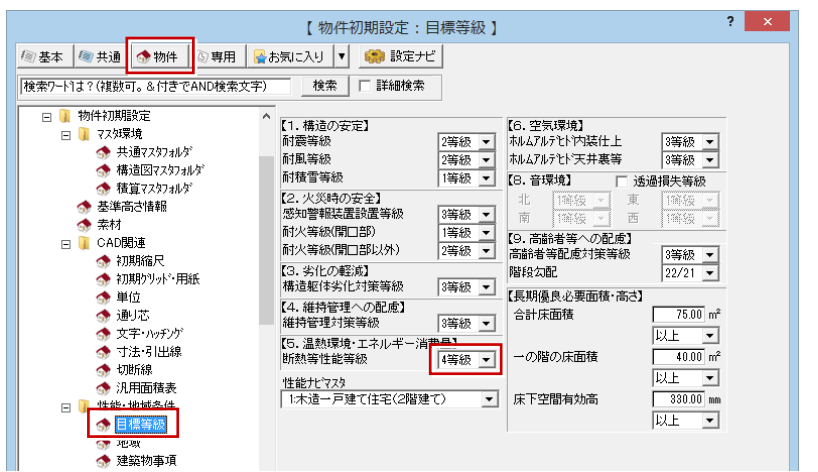 【 物件初期設定：目標等級 】
? ×
基本 共通 物件 専用 お気に入り ▼ 設定ナビ
検索ワードは？(複数可。&付きでAND検索文字) 検索 詳細検索
物件初期設定
マスタ環境
共通マスタフォルダ
構造図マスタフォルダ
積算マスタフォルダ
基準高さ情報
素材
CAD関連
初期縮尺
初期グリッド・用紙
単位
通り芯
文字・ハッチング
寸法・引出線
切断線
汎用面積表
性能・地域条件
目標等級
地域
建築物事項
【1. 構造の安定】
耐震等級 2等級
耐風等級 2等級
耐積雪等級 1等級
【2. 火災時の安全】
感知警報装置設置等級 3等級
耐火等級(開口部) 1等級
耐火等級(開口部以外) 2等級
【3. 劣化の軽減】
構造躯体劣化対策等級 3等級
【4. 維持管理への配慮】
維持管理対策等級 3等級
【5. 温熱環境・エネルギー消費量】
断熱等性能等級 4等級
性能ナビマスタ
1:木造一戸建て住宅(2階建て)
【6. 空気環境】
ホルムアルデヒド内装仕上 3等級
ホルムアルデヒド天井裏等 3等級
【8. 音環境】 透過損失等級
北 1等級 東 1等級
南 1等級 西 1等級
【9. 高齢者等への配慮】
高齢者等配慮対策等級 3等級
階段勾配 22/21
【長期優良必要面積・高さ】
合計床面積 75.00 ㎡
以上
一の階の床面積 40.00 ㎡
以上
床下空間有効高 330.00 mm
以上